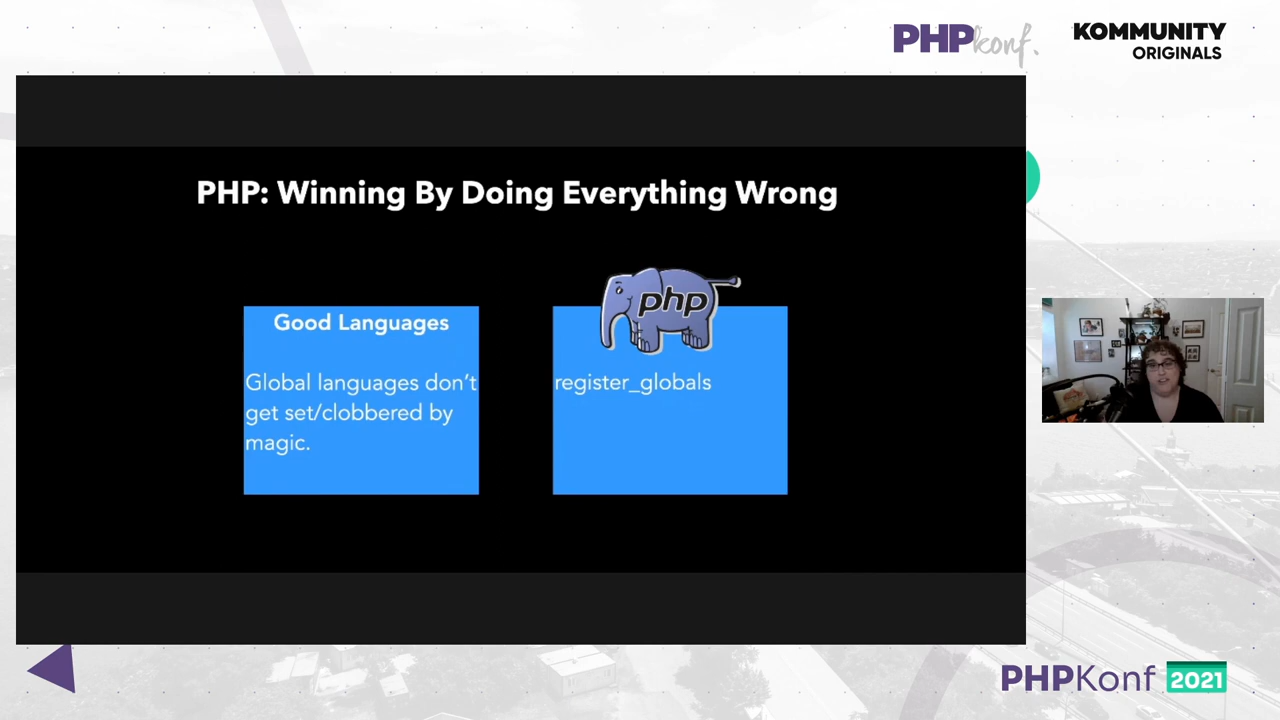 PHPkonf.
KOMMUNITY
ORIGINALS
PHP: Winning By Doing Everything Wrong
Good Languages
Global languages don't
get set/clobbered by
magic.
php
register_globals
PHPKonf 2021